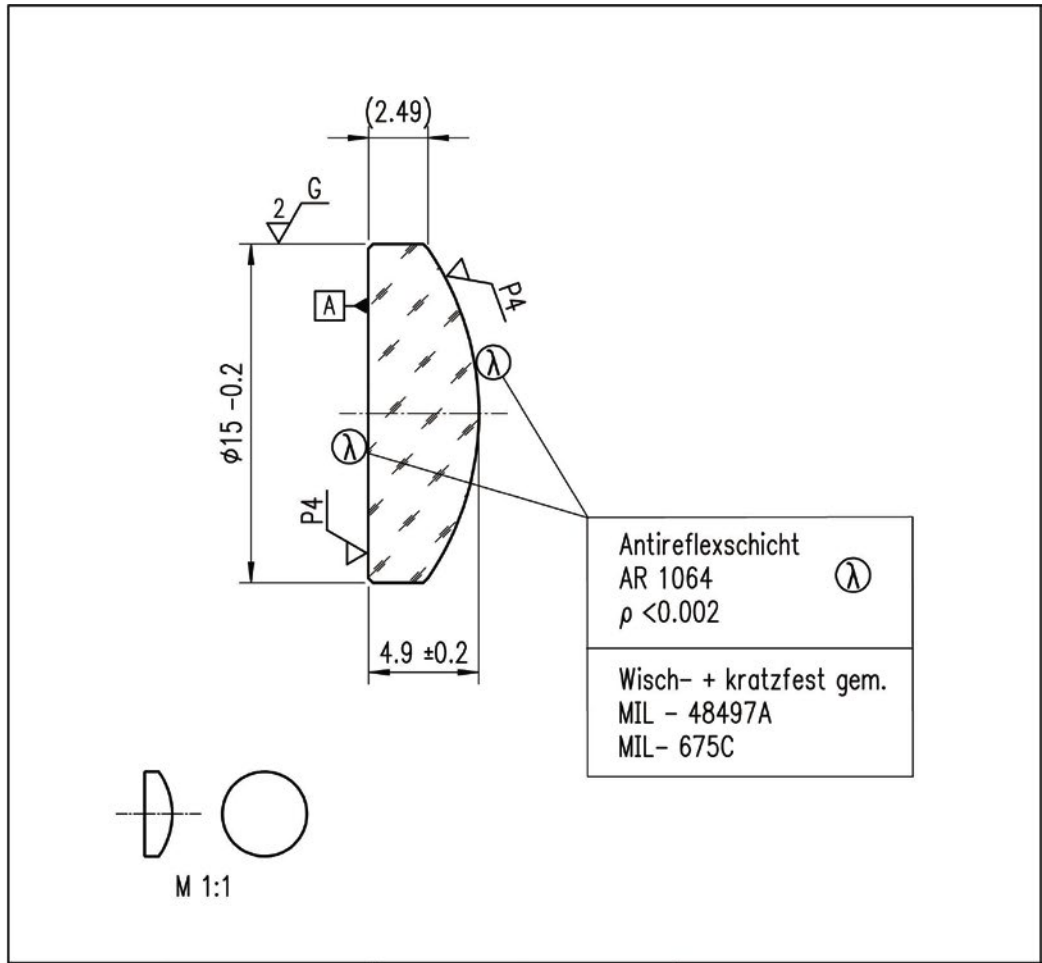 (2.49)
2 G
A
P4
λ
ϕ15 -0.2
λ
P4
4.9 ±0.2
Antireflexschicht
AR 1064 λ
ρ <0.002
Wisch- + kratzfest gem.
MIL - 48497A
MIL- 675C
M 1:1